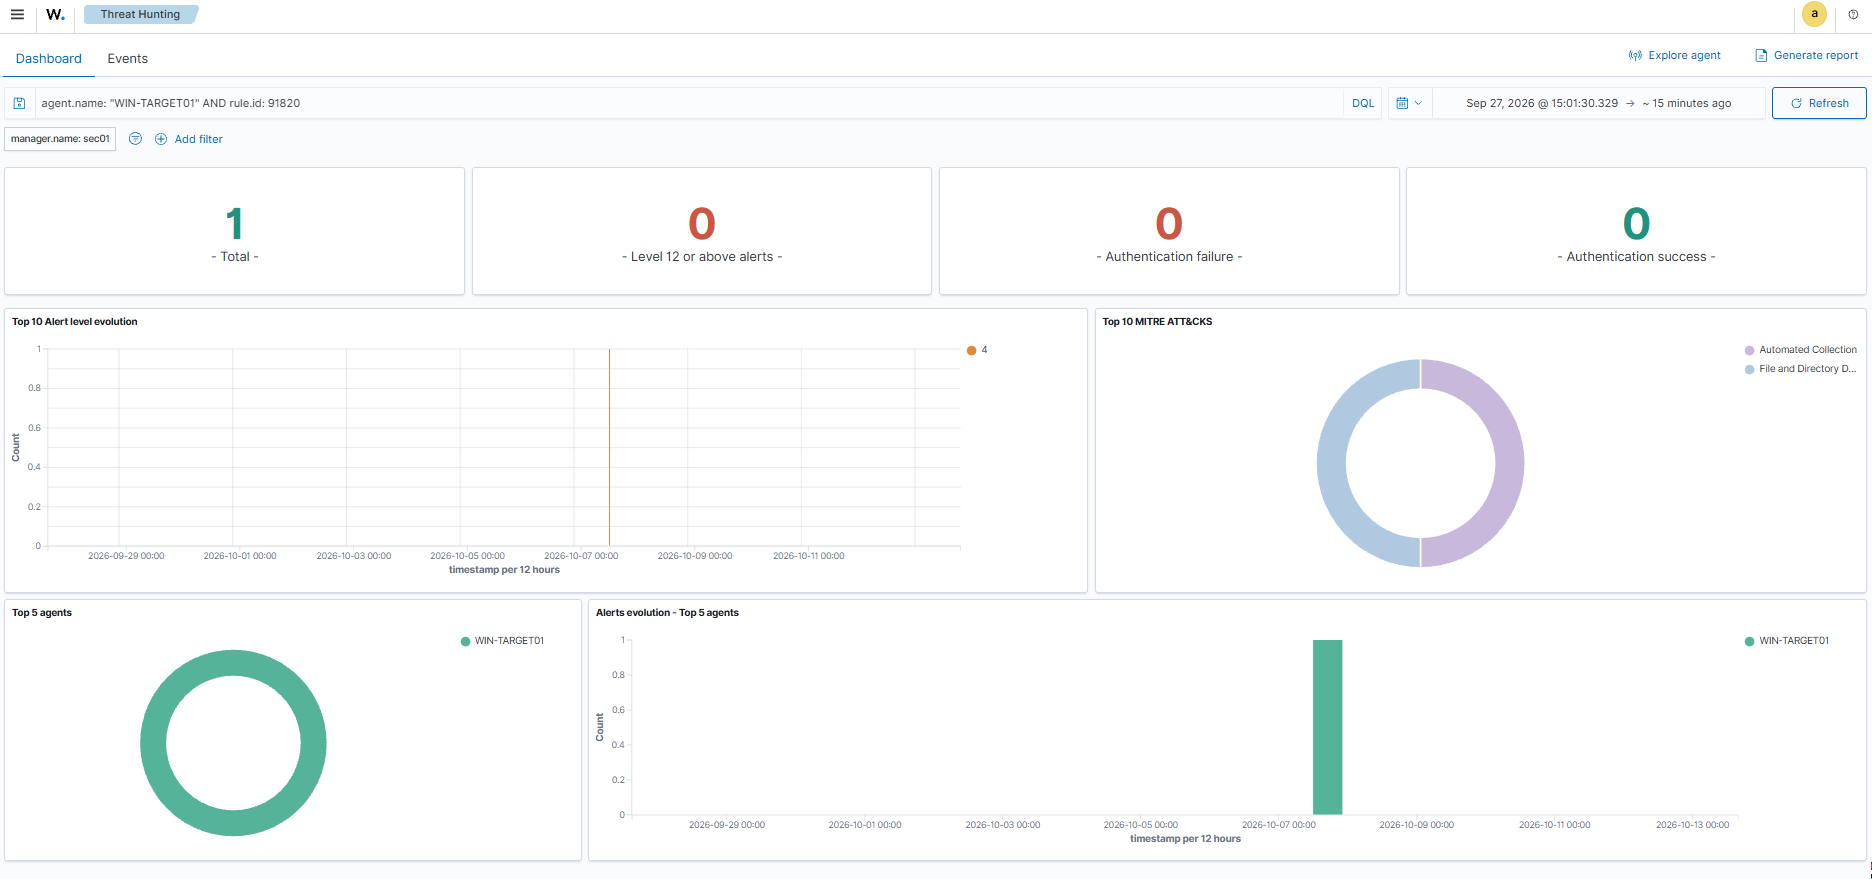 W.
Threat Hunting
a
Dashboard
Events
Explore agent
Generate report
agent.name: "WIN-TARGET01" AND rule.id: 91820
DQL
Sep 27, 2026 @ 15:01:30.329 → ~ 15 minutes ago
Refresh
manager.name: sec01
Add filter
1
- Total -
0
- Level 12 or above alerts -
0
- Authentication failure -
0
- Authentication success -
Top 10 Alert level evolution
1
0.8
0.6
0.4
0.2
0
Count
2026-09-29 00:00
2026-10-01 00:00
2026-10-03 00:00
2026-10-05 00:00
2026-10-07 00:00
2026-10-09 00:00
2026-10-11 00:00
timestamp per 12 hours
4
Top 10 MITRE ATT&CKS
Automated Collection
File and Directory D...
Top 5 agents
WIN-TARGET01
Alerts evolution - Top 5 agents
1
0.8
0.6
0.4
0.2
0
Count
2026-09-29 00:00
2026-10-01 00:00
2026-10-03 00:00
2026-10-05 00:00
2026-10-07 00:00
2026-10-09 00:00
2026-10-11 00:00
2026-10-13 00:00
timestamp per 12 hours
WIN-TARGET01